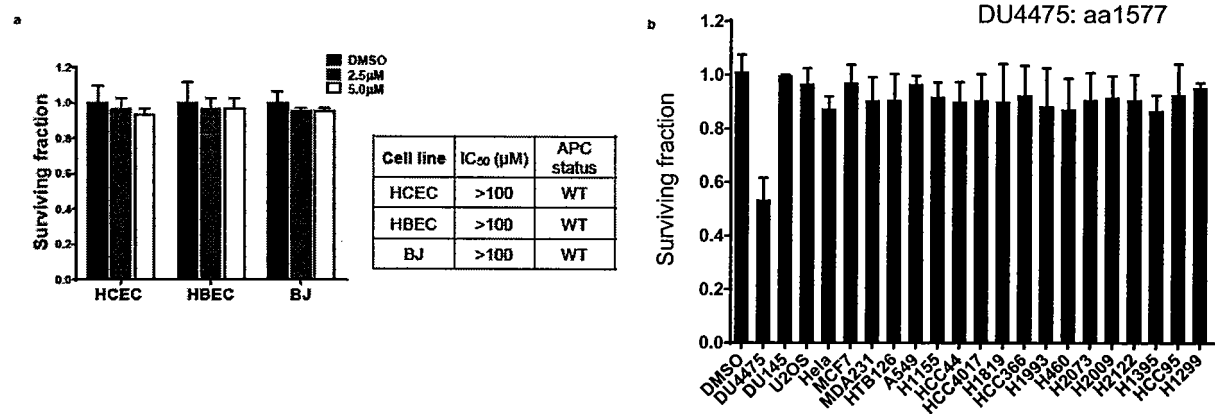 a
DMSO
2.5µM
5.0µM
Surviving fraction
1.2
1.0
0.8
0.6
0.4
0.2
0.0
HCEC HBEC BJ
Cell line IC50 (µM) APC status
HCEC >100 WT
HBEC >100 WT
BJ >100 WT
b
DU4475: aa1577
Surviving fraction
1.2
1.0
0.8
0.6
0.4
0.2
0.0
DMSO
DU4475
DU145
U2OS
Hela
MCF7
MDA231
HTB126
A549
H1155
HCC44
HCC4017
H1819
HCC366
H1993
H460
H2073
H2009
H2122
H1395
HCC95
H1299